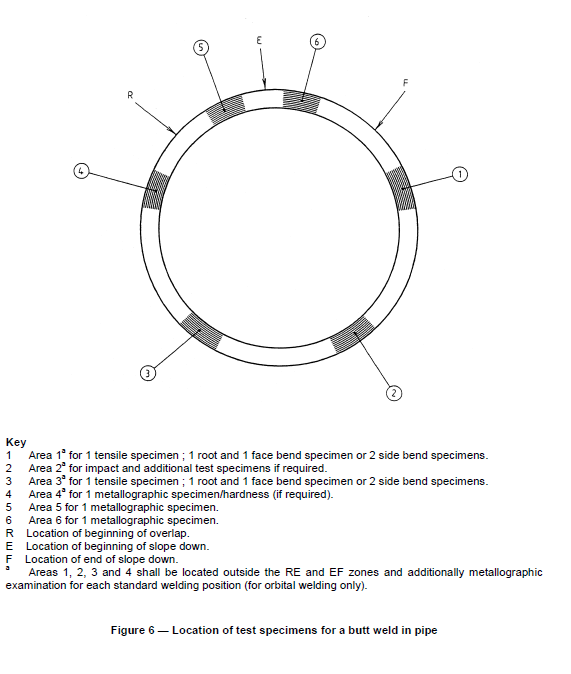 5
E
6
F
R
4
1
3
2
Key
1 Area 1a for 1 tensile specimen ; 1 root and 1 face bend specimen or 2 side bend specimens.
2 Area 2a for impact and additional test specimens if required.
3 Area 3a for 1 tensile specimen ; 1 root and 1 face bend specimen or 2 side bend specimens.
4 Area 4a for 1 metallographic specimen/hardness (if required).
5 Area 5 for 1 metallographic specimen.
6 Area 6 for 1 metallographic specimen.
R Location of beginning of overlap.
E Location of beginning of slope down.
F Location of end of slope down.
a Areas 1, 2, 3 and 4 shall be located outside the RE and EF zones and additionally metallographic
examination for each standard welding position (for orbital welding only).
Figure 6 — Location of test specimens for a butt weld in pipe